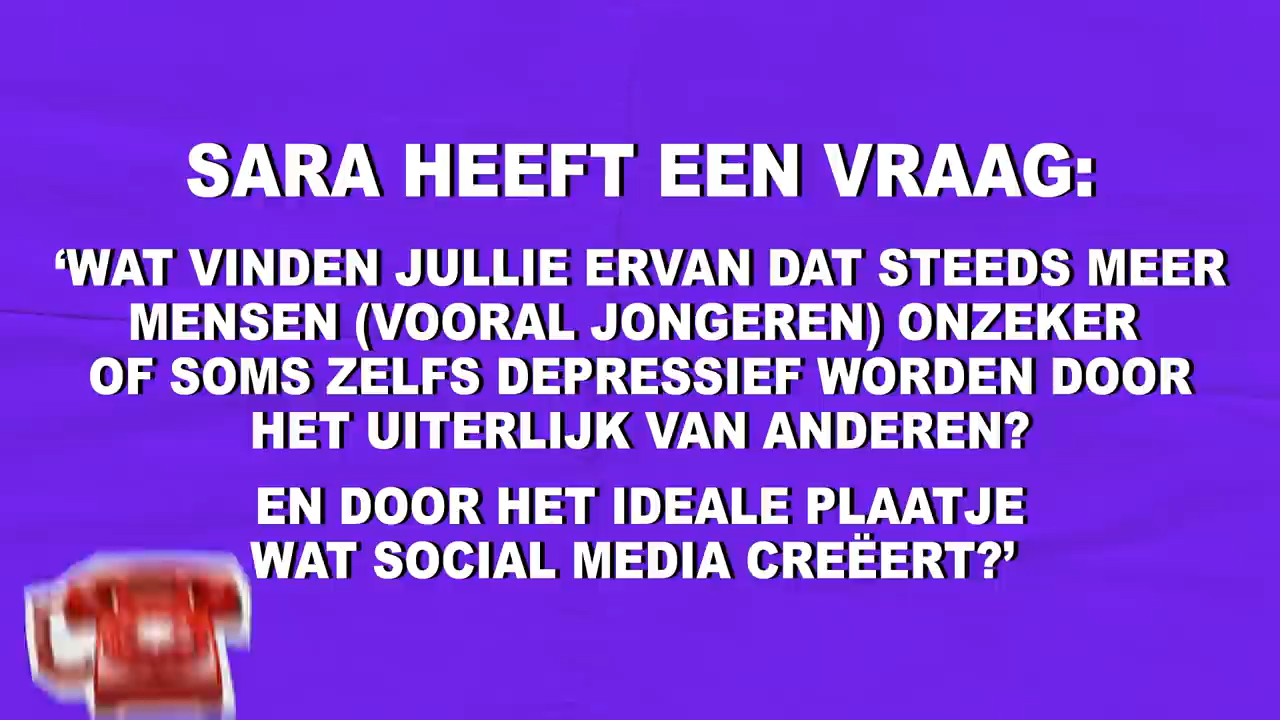 SARA HEEFT EEN VRAAG:
‘WAT VINDEN JULLIE ERVAN DAT STEEDS MEER
MENSEN (VOORAL JONGEREN) ONZEKER
OF SOMS ZELFS DEPRESSIEF WORDEN DOOR
HET UITERLIJK VAN ANDEREN?
EN DOOR HET IDEALE PLAATJE
WAT SOCIAL MEDIA CREËERT?’